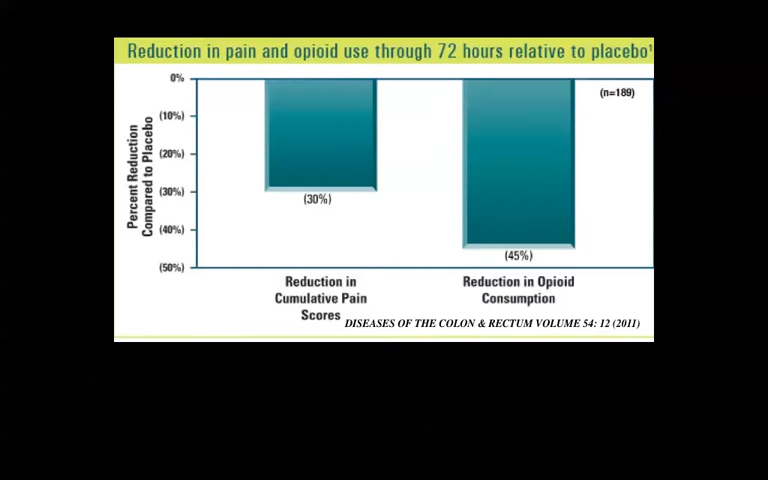 Reduction in pain and opioid use through 72 hours relative to placebo¹
0%
(n=189)
(10%)
(20%)
(30%)
(40%)
(50%)
Percent Reduction
Compared to Placebo
(30%)
(45%)
Reduction in
Cumulative Pain
Scores
Reduction in Opioid
Consumption
DISEASES OF THE COLON & RECTUM VOLUME 54: 12 (2011)